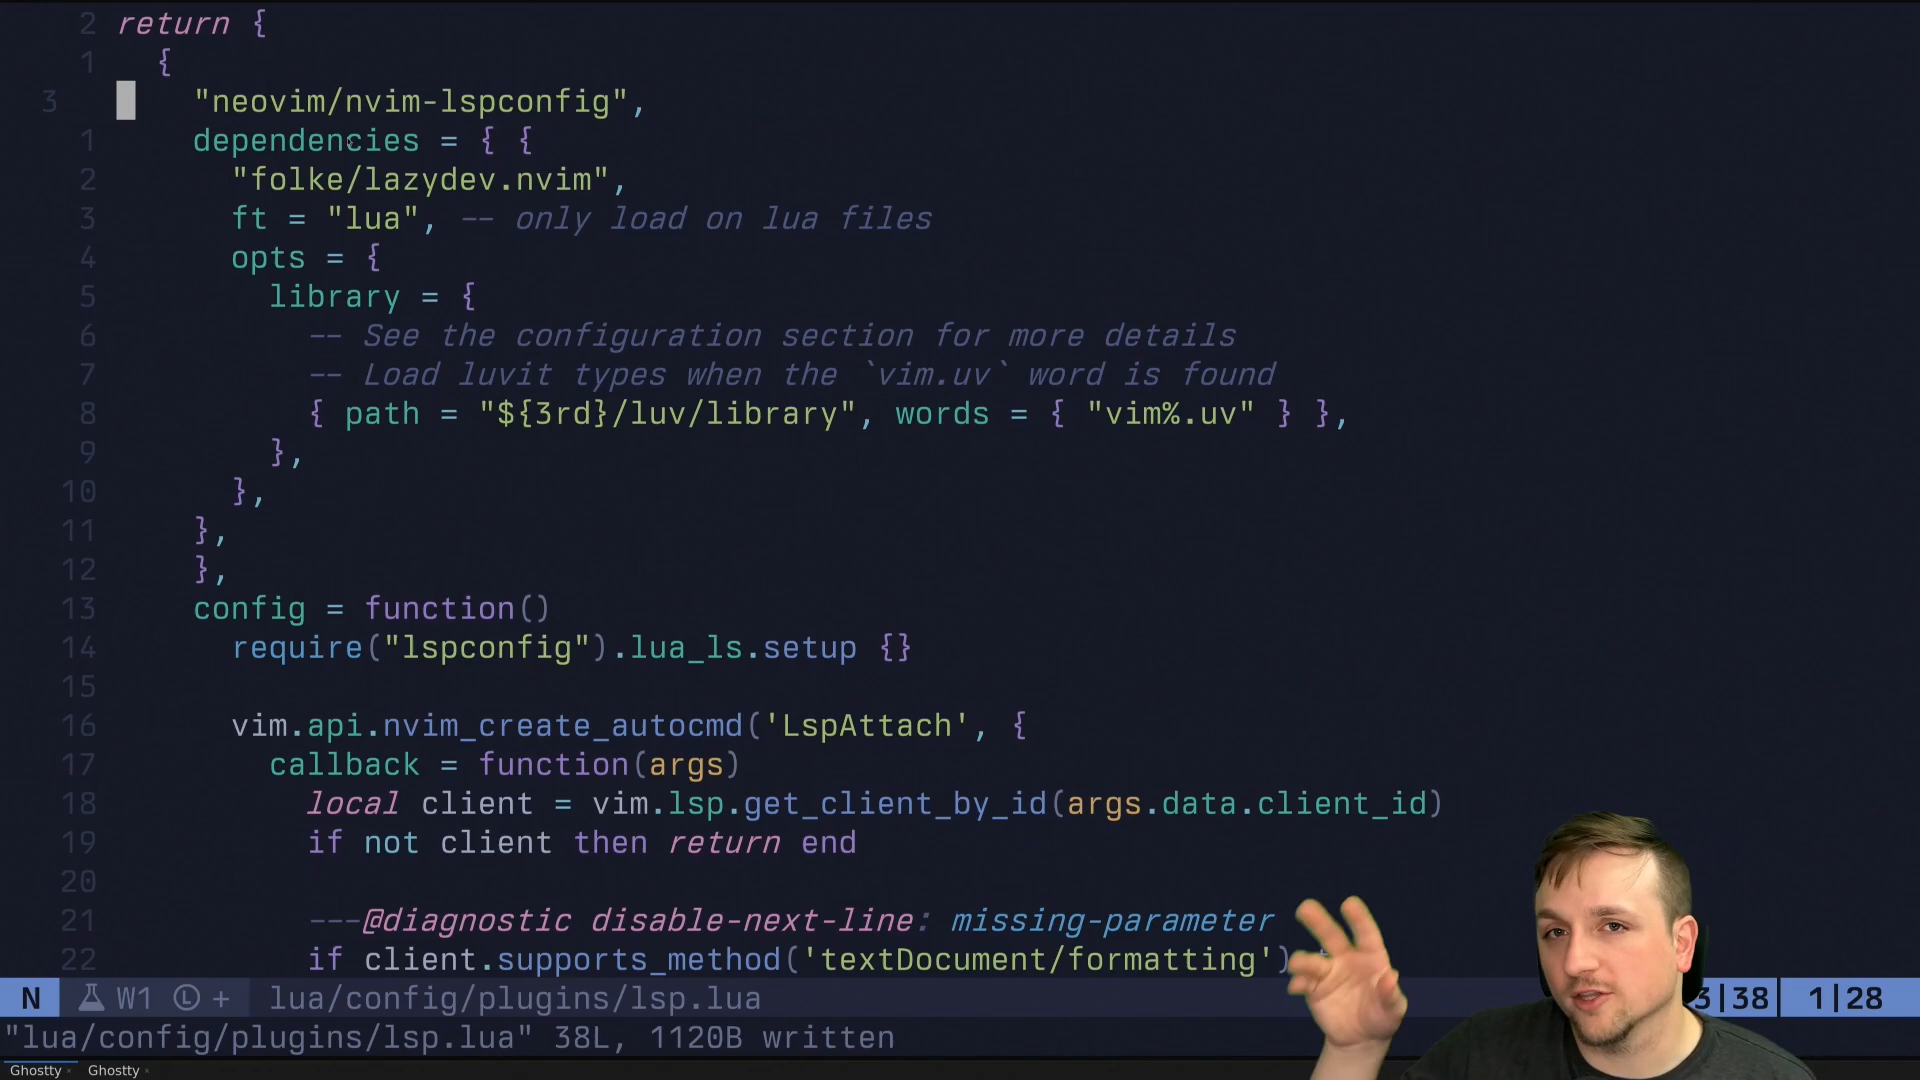 2 return {
1 {
3 "neovim/nvim-lspconfig",
1 dependencies = { {
2 "folke/lazydev.nvim",
3 ft = "lua", -- only load on lua files
4 opts = {
5 library = {
6 -- See the configuration section for more details
7 -- Load luvit types when the `vim.uv` word is found
8 { path = "${3rd}/luv/library", words = { "vim%.uv" } },
9 },
10 },
11 },
12 },
13 config = function()
14 require("lspconfig").lua_ls.setup {}
15
16 vim.api.nvim_create_autocmd('LspAttach', {
17 callback = function(args)
18 local client = vim.lsp.get_client_by_id(args.data.client_id)
19 if not client then return end
20
21 ---@diagnostic disable-next-line: missing-parameter
22 if client.supports_method('textDocument/formatting')
N W1 L + lua/config/plugins/lsp.lua 3|38 1|28
"lua/config/plugins/lsp.lua" 38L, 1120B written
Ghostty Ghostty